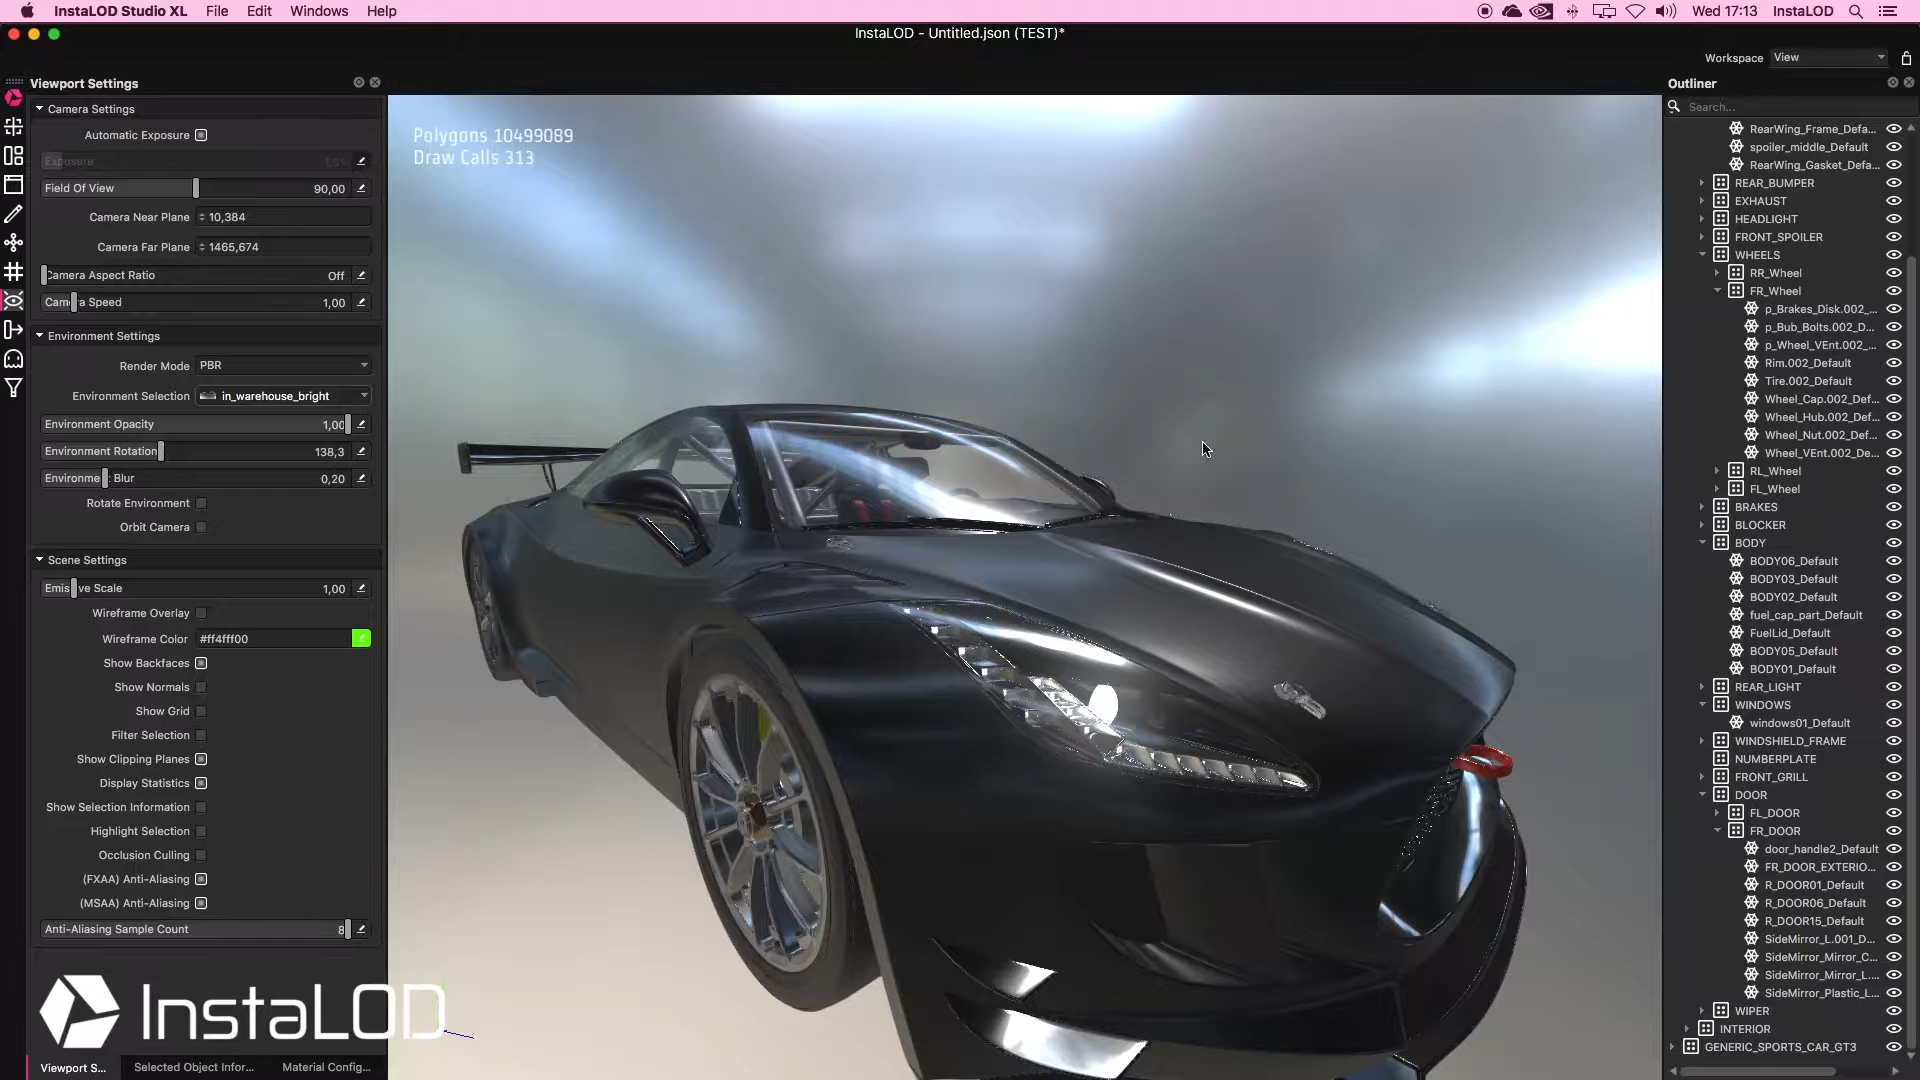 InstaLOD Studio XL File Edit Windows Help
Wed 17:13 InstaLOD
InstaLOD - Untitled.json (TEST)*
Workspace View
Viewport Settings
Camera Settings
Automatic Exposure
Exposure
Field Of View 90,00
Camera Near Plane 10,384
Camera Far Plane 1465,674
Camera Aspect Ratio Off
Camera Speed 1,00
Environment Settings
Render Mode PBR
Environment Selection in_warehouse_bright
Environment Opacity 1,00
Environment Rotation 138,3
Environme Blur 0,20
Rotate Environment
Orbit Camera
Scene Settings
Emissive Scale 1,00
Wireframe Overlay
Wireframe Color #ff4fff00
Show Backfaces
Show Normals
Show Grid
Filter Selection
Show Clipping Planes
Display Statistics
Show Selection Information
Highlight Selection
Occlusion Culling
(FXAA) Anti-Aliasing
(MSAA) Anti-Aliasing
Anti-Aliasing Sample Count 8
InstaLOD
Viewport S... Selected Object Infor... Material Config...
Polygons 10499089
Draw Calls 313
Outliner
Search...
RearWing_Frame_Defa...
spoiler_middle_Default
RearWing_Gasket_Defa...
REAR_BUMPER
EXHAUST
HEADLIGHT
FRONT_SPOILER
WHEELS
RR_Wheel
FR_Wheel
p_Brakes_Disk.002_...
p_Bub_Bolts.002_D...
p_Wheel_VEnt.002_...
Rim.002_Default
Tire.002_Default
Wheel_Cap.002_Def...
Wheel_Hub.002_Def...
Wheel_Nut.002_Def...
Wheel_VEnt.002_De...
RL_Wheel
FL_Wheel
BRAKES
BLOCKER
BODY
BODY06_Default
BODY03_Default
BODY02_Default
fuel_cap_part_Default
FuelLid_Default
BODY05_Default
BODY01_Default
REAR_LIGHT
WINDOWS
windows01_Default
WINDSHIELD_FRAME
NUMBERPLATE
FRONT_GRILL
DOOR
FL_DOOR
FR_DOOR
door_handle2_Default
FR_DOOR_EXTERIO...
R_DOOR01_Default
R_DOOR06_Default
R_DOOR15_Default
SideMirror_L.001_D...
SideMirror_Mirror_C...
SideMirror_Mirror_L...
SideMirror_Plastic_L...
WIPER
INTERIOR
GENERIC_SPORTS_CAR_GT3